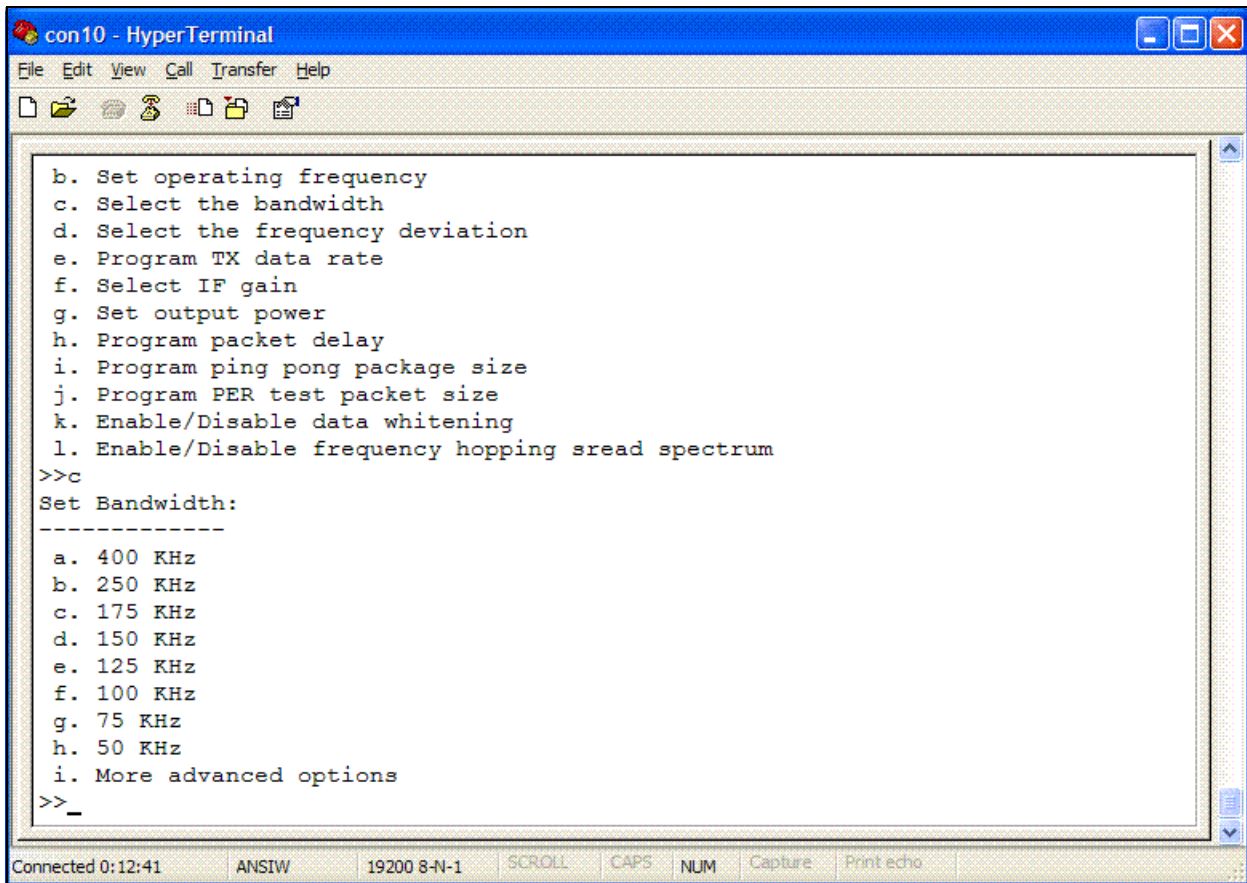 con10 - HyperTerminal
File Edit View Call Transfer Help
b. Set operating frequency
c. Select the bandwidth
d. Select the frequency deviation
e. Program TX data rate
f. Select IF gain
g. Set output power
h. Program packet delay
i. Program ping pong package size
j. Program PER test packet size
k. Enable/Disable data whitening
l. Enable/Disable frequency hopping sread spectrum
>>c
Set Bandwidth:
-------------
a. 400 KHz
b. 250 KHz
c. 175 KHz
d. 150 KHz
e. 125 KHz
f. 100 KHz
g. 75 KHz
h. 50 KHz
i. More advanced options
>>_
Connected 0:12:41 ANSIW 19200 8-N-1 SCROLL CAPS NUM Capture Print echo